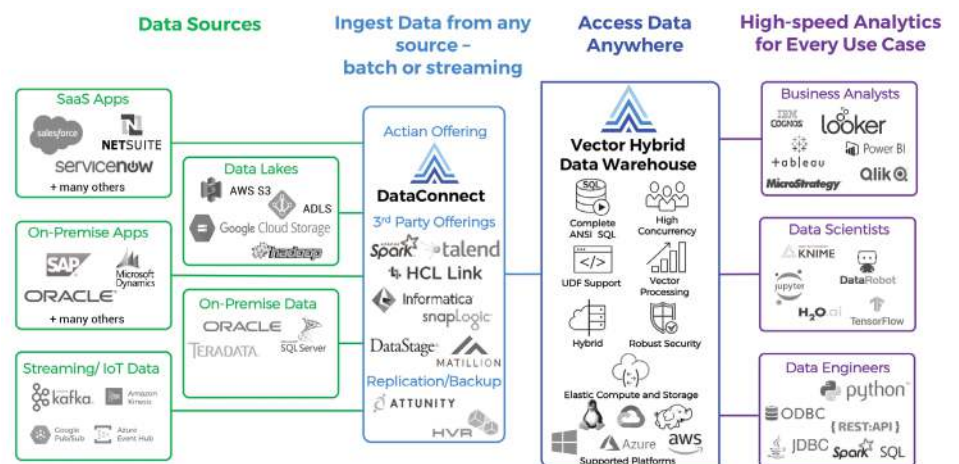 Data Sources
Ingest Data from any
source –
batch or streaming
Access Data
Anywhere
High-speed Analytics
for Every Use Case
SaaS Apps
salesforce
NETSUITE
servicenow
+ many others
On-Premise Apps
SAP
Microsoft
Dynamics
ORACLE
+ many others
Streaming/ IoT Data
kafka
Amazon
Kinesis
Google
Pub/Sub
Azure
Event Hub
Data Lakes
AWS S3
ADLS
Google Cloud Storage
hadoop
On-Premise Data
ORACLE
TERADATA
SQL Server
Actian Offering
DataConnect
3rd Party Offerings
Spark
talend
HCL Link
Informatica
snapLogic
DataStage
MATILLION
Replication/Backup
ATTUNITY
HVR
Vector Hybrid
Data Warehouse
SQL
Complete
ANSI SQL
High
Concurrency
</>
UDF Support
Vector
Processing
Hybrid
Robust Security
Elastic Compute and Storage
Azure
aws
Supported Platforms
Business Analysts
IBM
COGNOS
looker
+ableau
Power BI
MicroStrategy
Qlik
Data Scientists
KNIME
DataRobot
jupyter
H2O.ai
TensorFlow
Data Engineers
python
ODBC
{REST:API}
JDBC
Spark
SQL